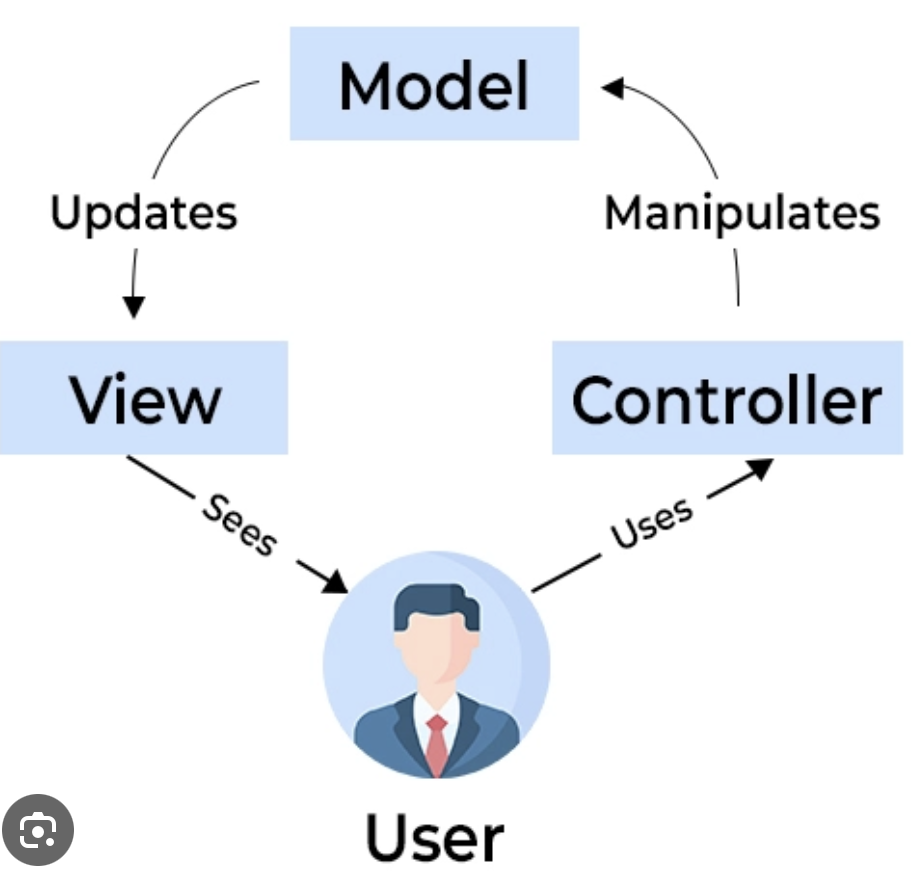 Model
Updates
Manipulates
View
Controller
Sees
Uses
User